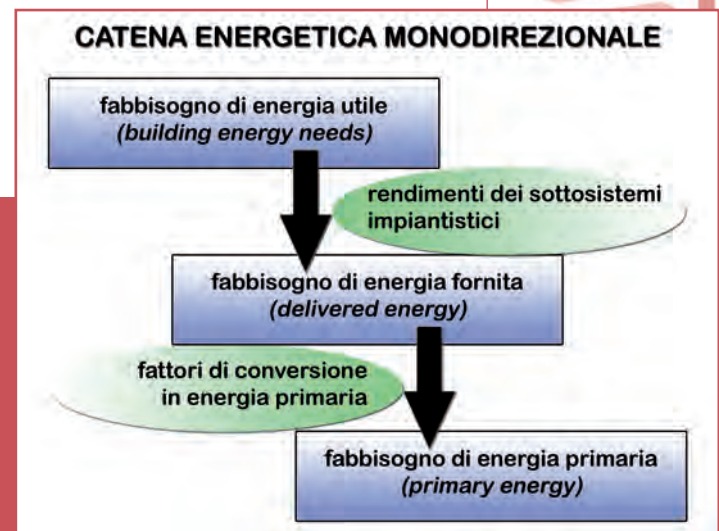 CATENA ENERGETICA MONODIREZIONALE
fabbisogno di energia utile
(building energy needs)
rendimenti dei sottosistemi
impiantistici
fabbisogno di energia fornita
(delivered energy)
fattori di conversione
in energia primaria
fabbisogno di energia primaria
(primary energy)